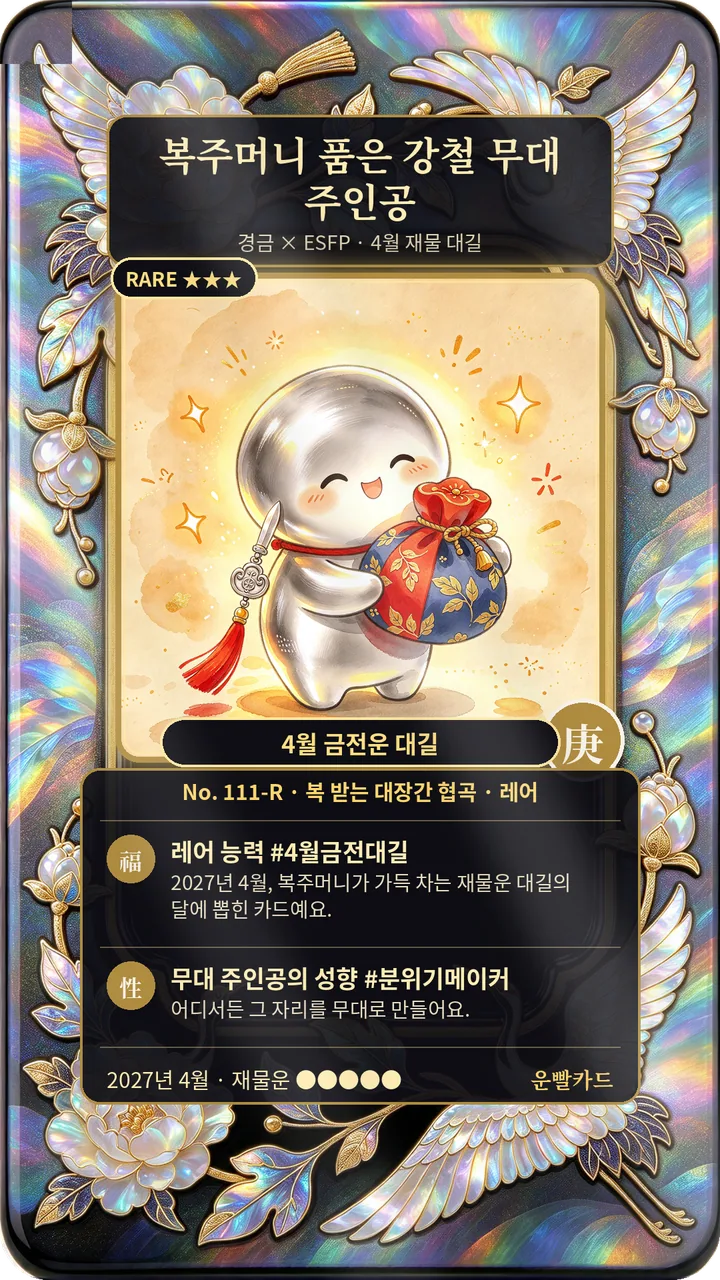 복주머니 품은 강철 무대
주인공
경금 × ESFP · 4월 재물 대길
RARE ★★★
4월 금전운 대길
庚
No. 111-R · 복 받는 대장간 협곡 · 레어
福
레어 능력 #4월금전대길
2027년 4월, 복주머니가 가득 차는 재물운 대길의
달에 뽑힌 카드예요.
性
무대 주인공의 성향 #분위기메이커
어디서든 그 자리를 무대로 만들어요.
2027년 4월 · 재물운 ●●●●●
운빨카드